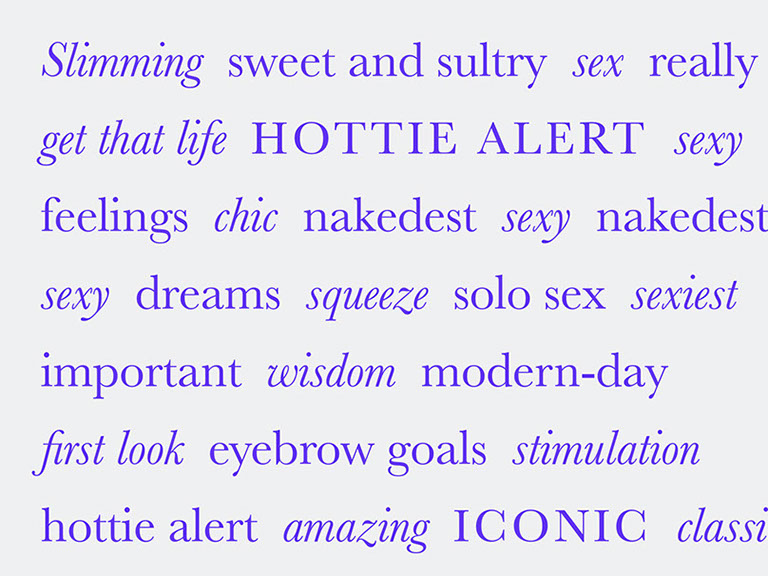 Slimming sweet and sultry sex really
get that life HOTTIE ALERT sexy
feelings chic nakedest sexy nakedest
sexy dreams squeeze solo sex sexiest
important wisdom modern-day
first look eyebrow goals stimulation
hottie alert amazing ICONIC classi